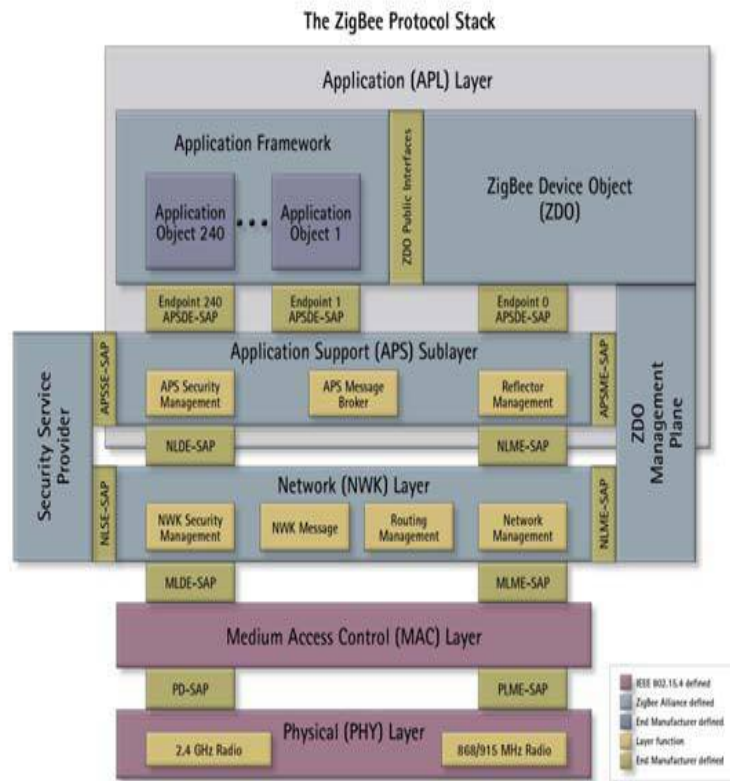 The ZigBee Protocol Stack
Application (APL) Layer
Application Framework
Application
Object 240
Application
Object 1
ZDO Public Interfaces
ZigBee Device Object
(ZDO)
Endpoint 240
APSDE-SAP
Endpoint 1
APSDE-SAP
Endpoint 0
APSDE-SAP
Security Service
Provider
APSSE-SAP
Application Support (APS) Sublayer
APS Security
Management
APS Message
Broker
Reflector
Management
APSME-SAP
ZDO
Management
Plane
NLDE-SAP
NLME-SAP
NLSE-SAP
Network (NWK) Layer
NWK Security
Management
NWK Message
Routing
Management
Network
Management
NLME-SAP
MLDE-SAP
MLME-SAP
Medium Access Control (MAC) Layer
PD-SAP
PLME-SAP
Physical (PHY) Layer
2.4 GHz Radio
868/915 MHz Radio
IEEE 802.15.4 defined
ZigBee Alliance defined
End Manufacturer defined
Layer function
End Manufacturer defined